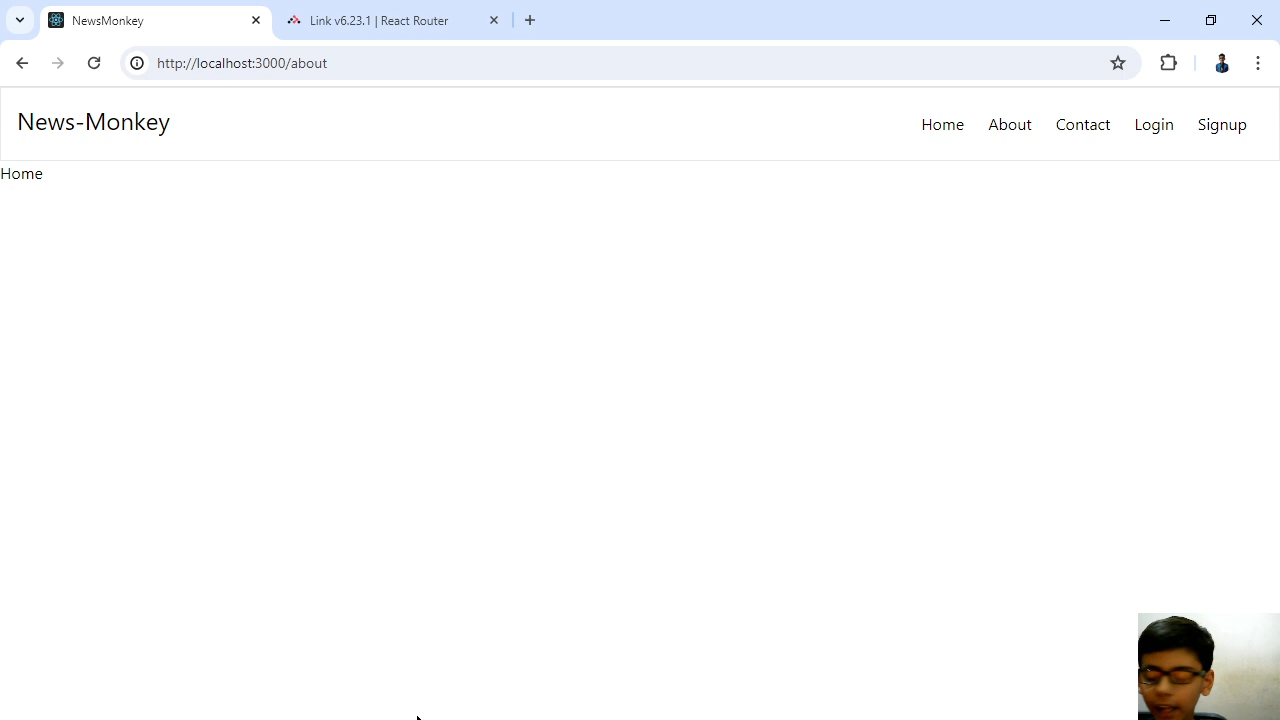 NewsMonkey
Link v6.23.1 | React Router
http://localhost:3000/about
News-Monkey
Home About Contact Login Signup
Home